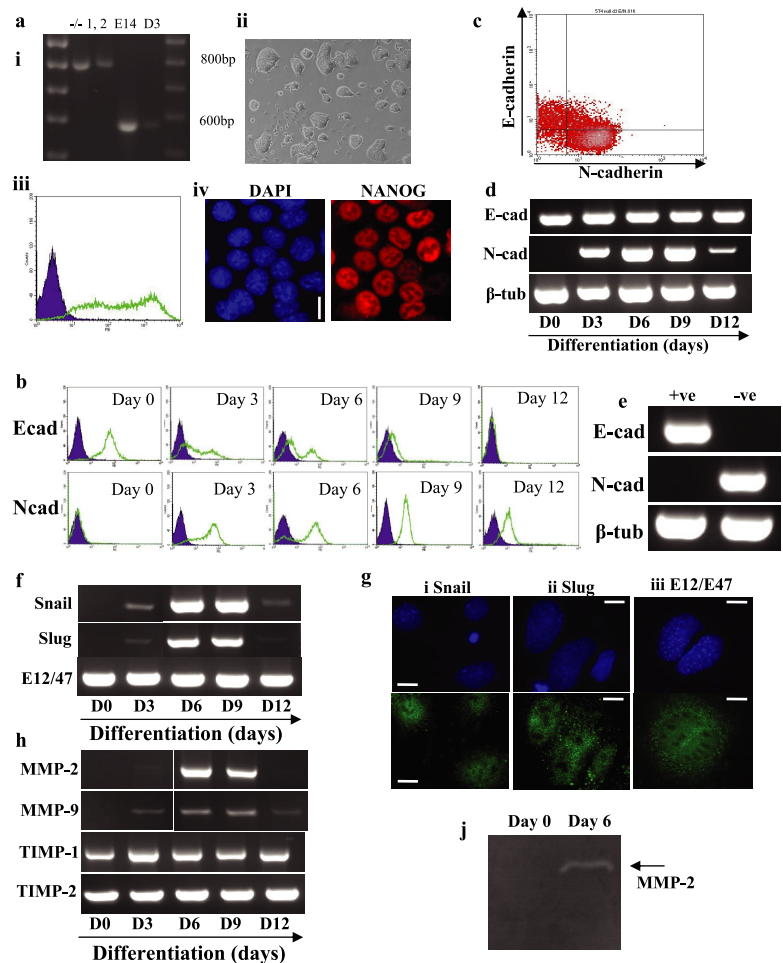 a
-/- 1, 2 E14 D3
i
800bp
600bp
ii
c
E-cadherin
N-cadherin
iii
Counts
iv
DAPI
NANOG
d
E-cad
N-cad
β-tub
D0 D3 D6 D9 D12
Differentiation (days)
b
Ecad
Day 0
Day 3
Day 6
Day 9
Day 12
Ncad
Day 0
Day 3
Day 6
Day 9
Day 12
e
+ve -ve
E-cad
N-cad
β-tub
f
Snail
Slug
E12/47
D0 D3 D6 D9 D12
Differentiation (days)
g
i Snail
ii Slug
iii E12/E47
h
MMP-2
MMP-9
TIMP-1
TIMP-2
D0 D3 D6 D9 D12
Differentiation (days)
j
Day 0 Day 6
MMP-2